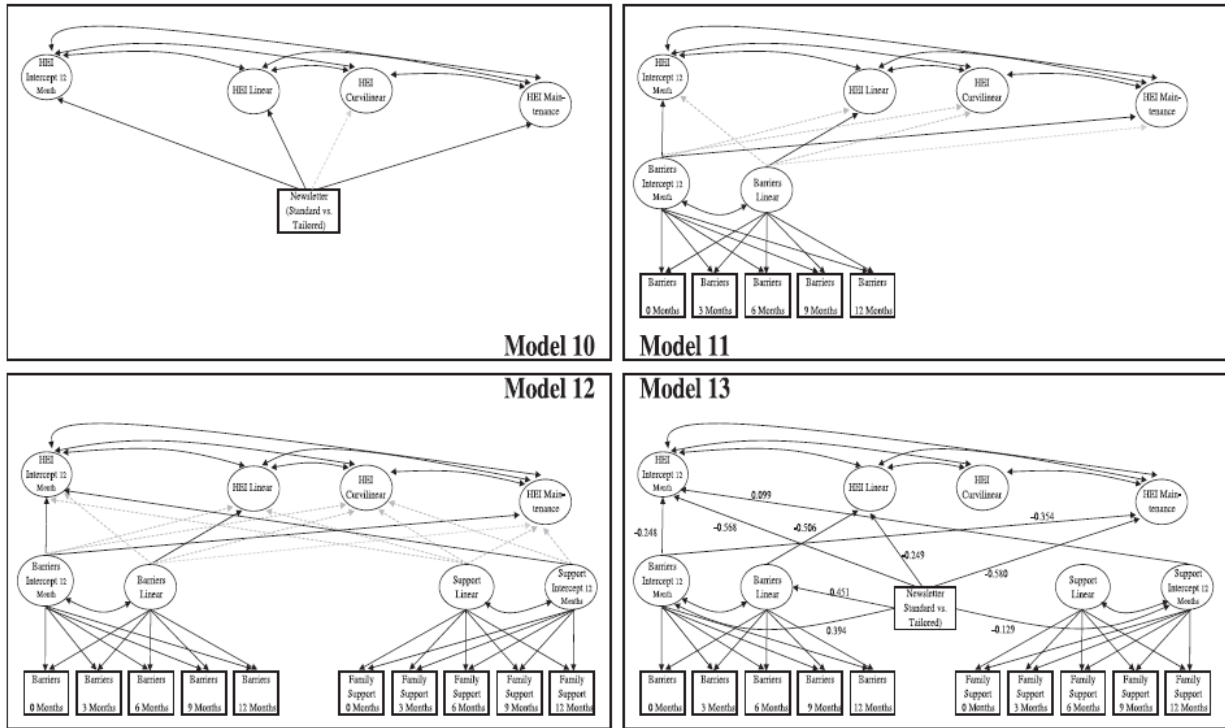 HEI
Intercept 12
Month
HEI Linear
HEI
Curvilinear
HEI Main-
tenance
Newsletter
(Standard vs.
Tailored)
Model 10
HEI
Intercept 12
Month
HEI Linear
HEI
Curvilinear
HEI Main-
tenance
Barriers
Intercept 12
Month
Barriers
Linear
Barriers
0 Months
Barriers
3 Months
Barriers
6 Months
Barriers
9 Months
Barriers
12 Months
Model 11
Model 12
HEI
Intercept 12
Month
HEI Linear
HEI
Curvilinear
HEI Main-
tenance
Barriers
Intercept 12
Month
Barriers
Linear
Support
Linear
Support
Intercept 12
Months
Barriers
0 Months
Barriers
3 Months
Barriers
6 Months
Barriers
9 Months
Barriers
12 Months
Family
Support
0 Months
Family
Support
3 Months
Family
Support
6 Months
Family
Support
9 Months
Family
Support
12 Months
Model 13
HEI
Intercept 12
Month
HEI Linear
HEI
Curvilinear
HEI Main-
tenance
0.099
-0.248
-0.568
-0.506
-0.354
-0.249
-0.580
Barriers
Intercept 12
Month
Barriers
Linear
0.451
Newsletter
Standard vs.
Tailored)
Support
Linear
Support
Intercept 12
Months
0.394
-0.129
Barriers
0 Months
Barriers
3 Months
Barriers
6 Months
Barriers
9 Months
Barriers
12 Months
Family
Support
0 Months
Family
Support
3 Months
Family
Support
6 Months
Family
Support
9 Months
Family
Support
12 Months